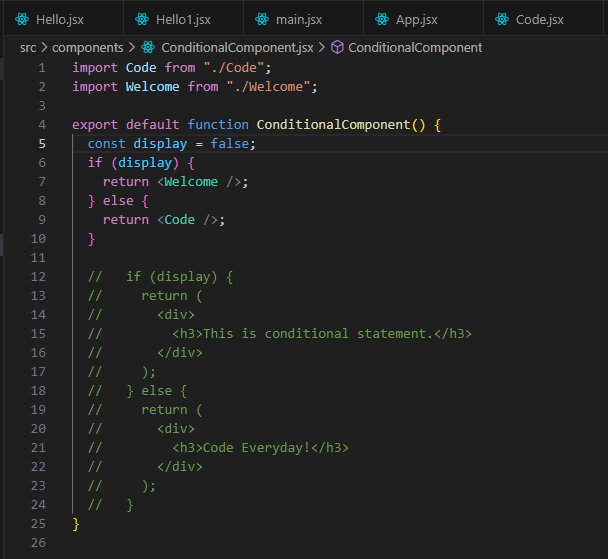 Hello.jsx Hello1.jsx main.jsx App.jsx Code.jsx
src > components > ConditionalComponent.jsx > ConditionalComponent
1 import Code from "./Code";
2 import Welcome from "./Welcome";
3
4 export default function ConditionalComponent() {
5   const display = false;
6   if (display) {
7     return <Welcome />;
8   } else {
9     return <Code />;
10   }
11
12   //   if (display) {
13   //     return (
14   //       <div>
15   //         <h3>This is conditional statement.</h3>
16   //       </div>
17   //     );
18   //   } else {
19   //     return (
20   //       <div>
21   //         <h3>Code Everyday!</h3>
22   //       </div>
23   //     );
24   //   }
25 }
26